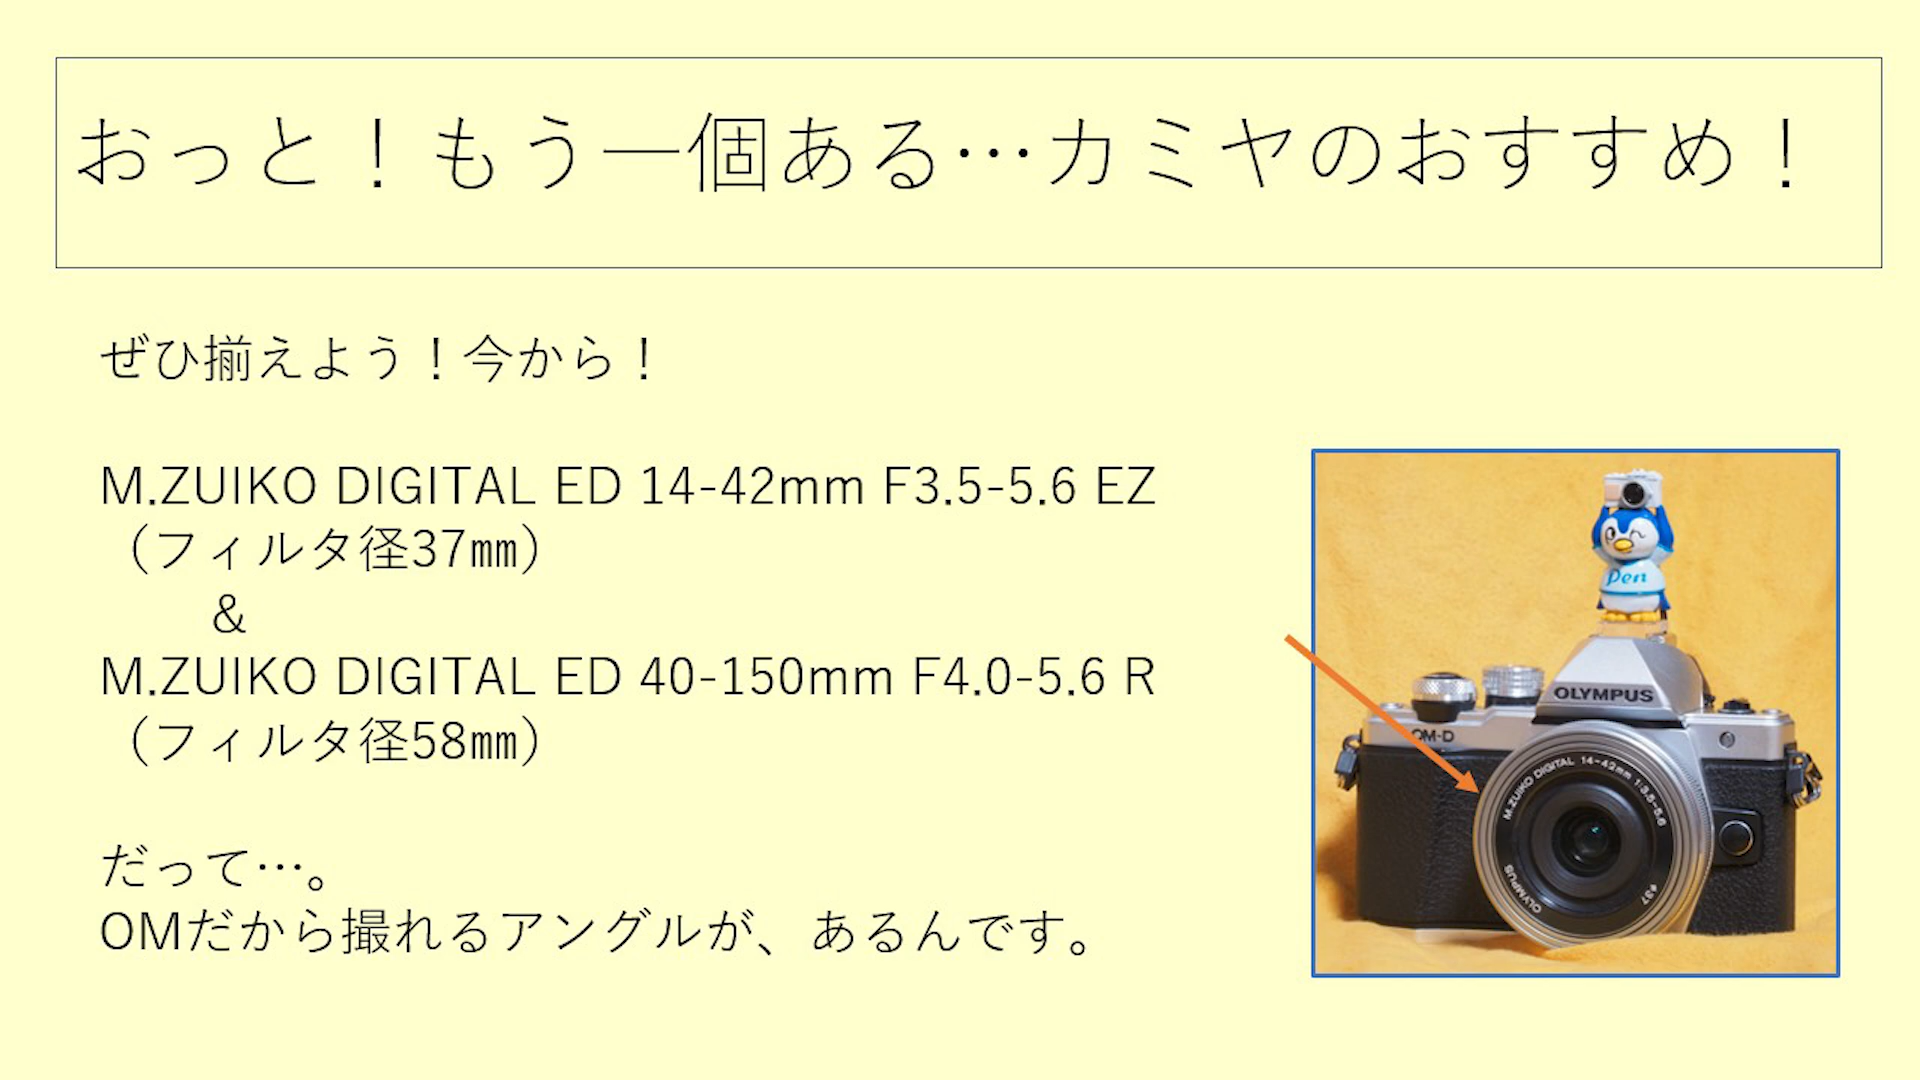 おっと！もう一個ある…カミヤのおすすめ！
ぜひ揃えよう！今から！
M.ZUIKO DIGITAL ED 14-42mm F3.5-5.6 EZ
（フィルタ径37㎜）
&
M.ZUIKO DIGITAL ED 40-150mm F4.0-5.6 R
（フィルタ径58㎜）
だって…。
OMだから撮れるアングルが、あるんです。
Pen
OLYMPUS
OM-D
M.ZUIKO DIGITAL 14-42mm 1:3.5-5.6
OLYMPUS
ø37